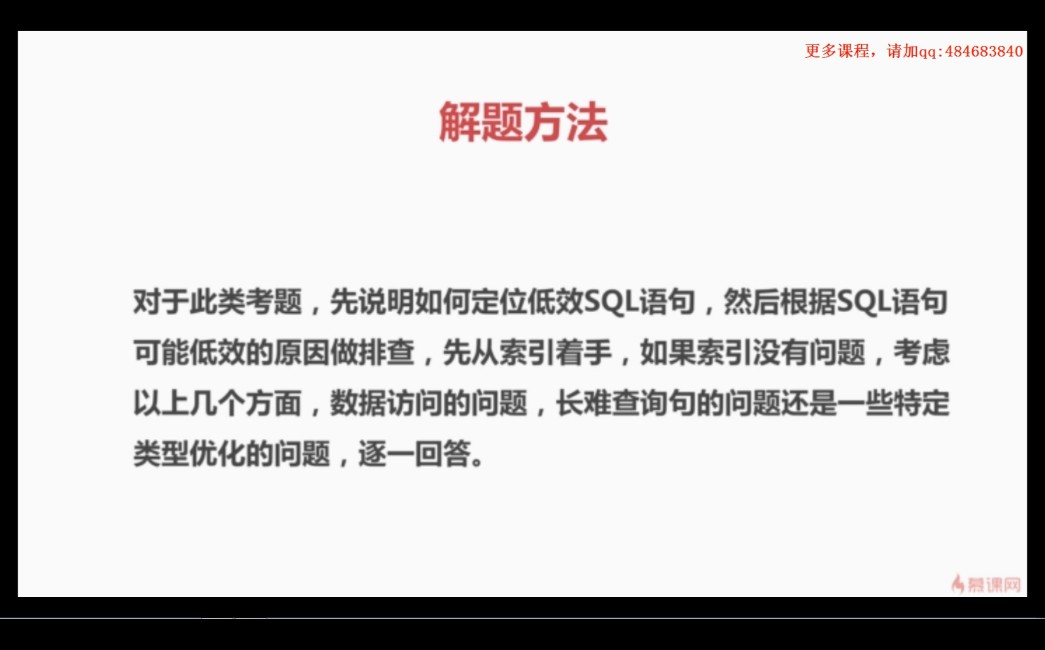 更多课程，请加qq:484683840
解题方法
对于此类考题，先说明如何定位低效SQL语句，然后根据SQL语句
可能低效的原因做排查，先从索引着手，如果索引没有问题，考虑
以上几个方面，数据访问的问题，长难查询句的问题还是一些特定
类型优化的问题，逐一回答。
慕课网